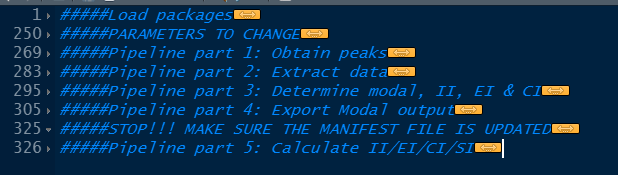 1 #####Load packages
250 #####PARAMETERS TO CHANGE
269 #####Pipeline part 1: Obtain peaks
283 #####Pipeline part 2: Extract data
295 #####Pipeline part 3: Determine modal, II, EI & CI
305 #####Pipeline part 4: Export Modal output
325 #####STOP!!! MAKE SURE THE MANIFEST FILE IS UPDATED
326 #####Pipeline part 5: Calculate II/EI/CI/SI